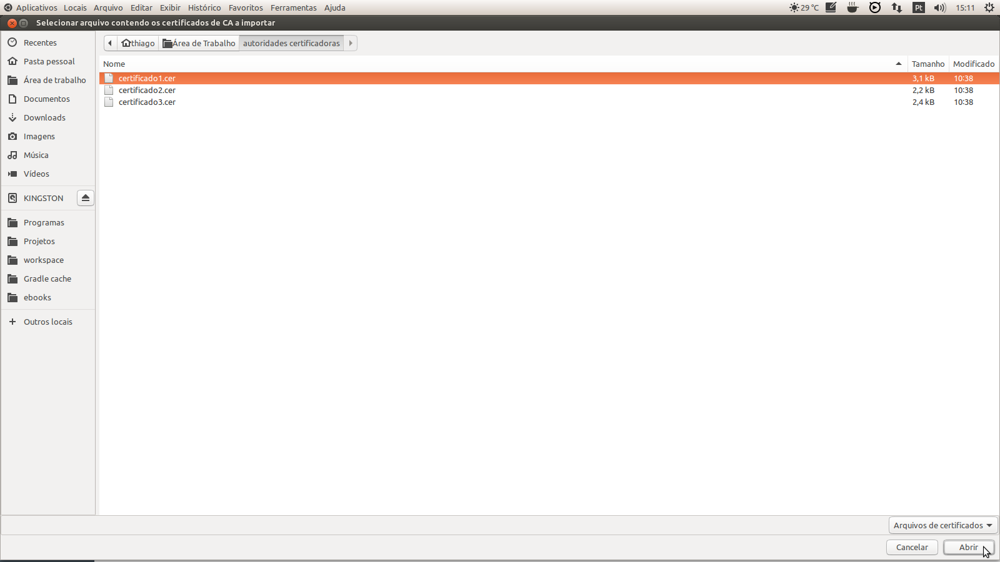 Aplicativos Locais Arquivo Editar Exibir Histórico Favoritos Ferramentas Ajuda 29 °C Pt 15:11
Selecionar arquivo contendo os certificados de CA a importar
Recentes
Pasta pessoal
Área de trabalho
Documentos
Downloads
Imagens
Música
Vídeos
KINGSTON
Programas
Projetos
workspace
Gradle cache
ebooks
Outros locais
thiago Área de Trabalho autoridades certificadoras
Nome Tamanho Modificado
certificado1.cer 3,1 kB 10:38
certificado2.cer 2,2 kB 10:38
certificado3.cer 2,4 kB 10:38
Arquivos de certificados
Cancelar Abrir